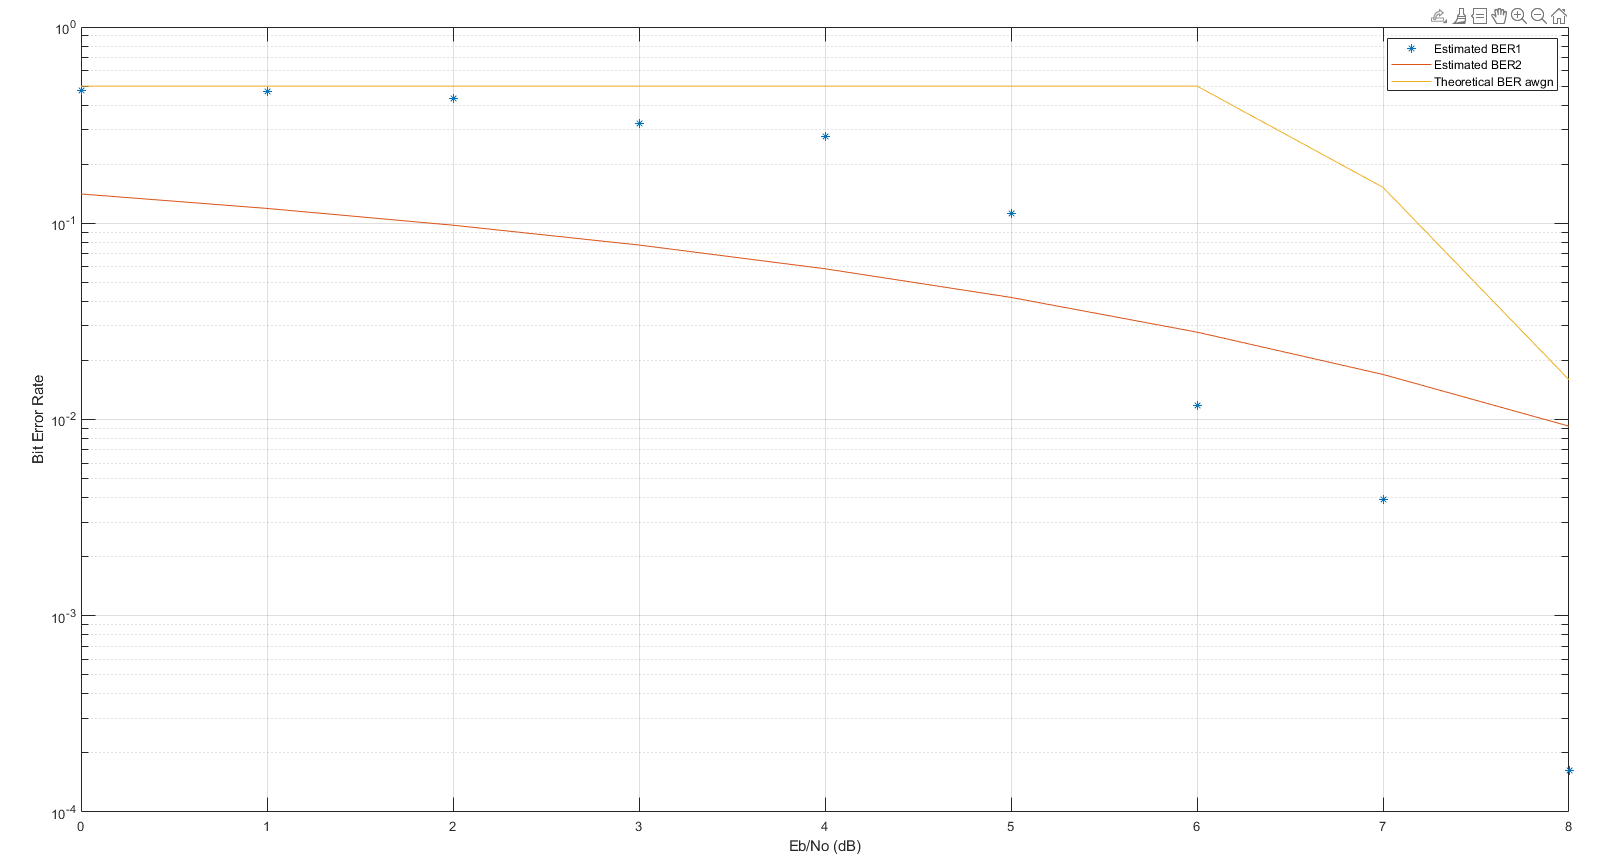 Estimated BER1
Estimated BER2
Theoretical BER awgn
10^0
10^-1
10^-2
10^-3
10^-4
Bit Error Rate
0 1 2 3 4 5 6 7 8
Eb/No (dB)